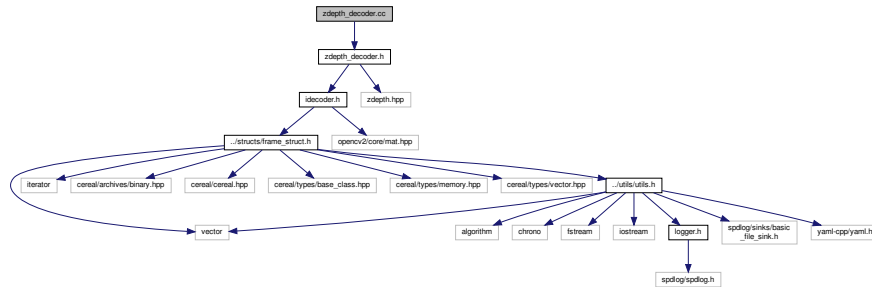 zdepth_decoder.cc
zdepth_decoder.h
idecoder.h
zdepth.hpp
../structs/frame_struct.h
opencv2/core/mat.hpp
iterator
cereal/archives/binary.hpp
cereal/cereal.hpp
cereal/types/base_class.hpp
cereal/types/memory.hpp
cereal/types/vector.hpp
../utils/utils.h
vector
algorithm
chrono
fstream
iostream
logger.h
spdlog/sinks/basic
_file_sink.h
yaml-cpp/yaml.h
spdlog/spdlog.h